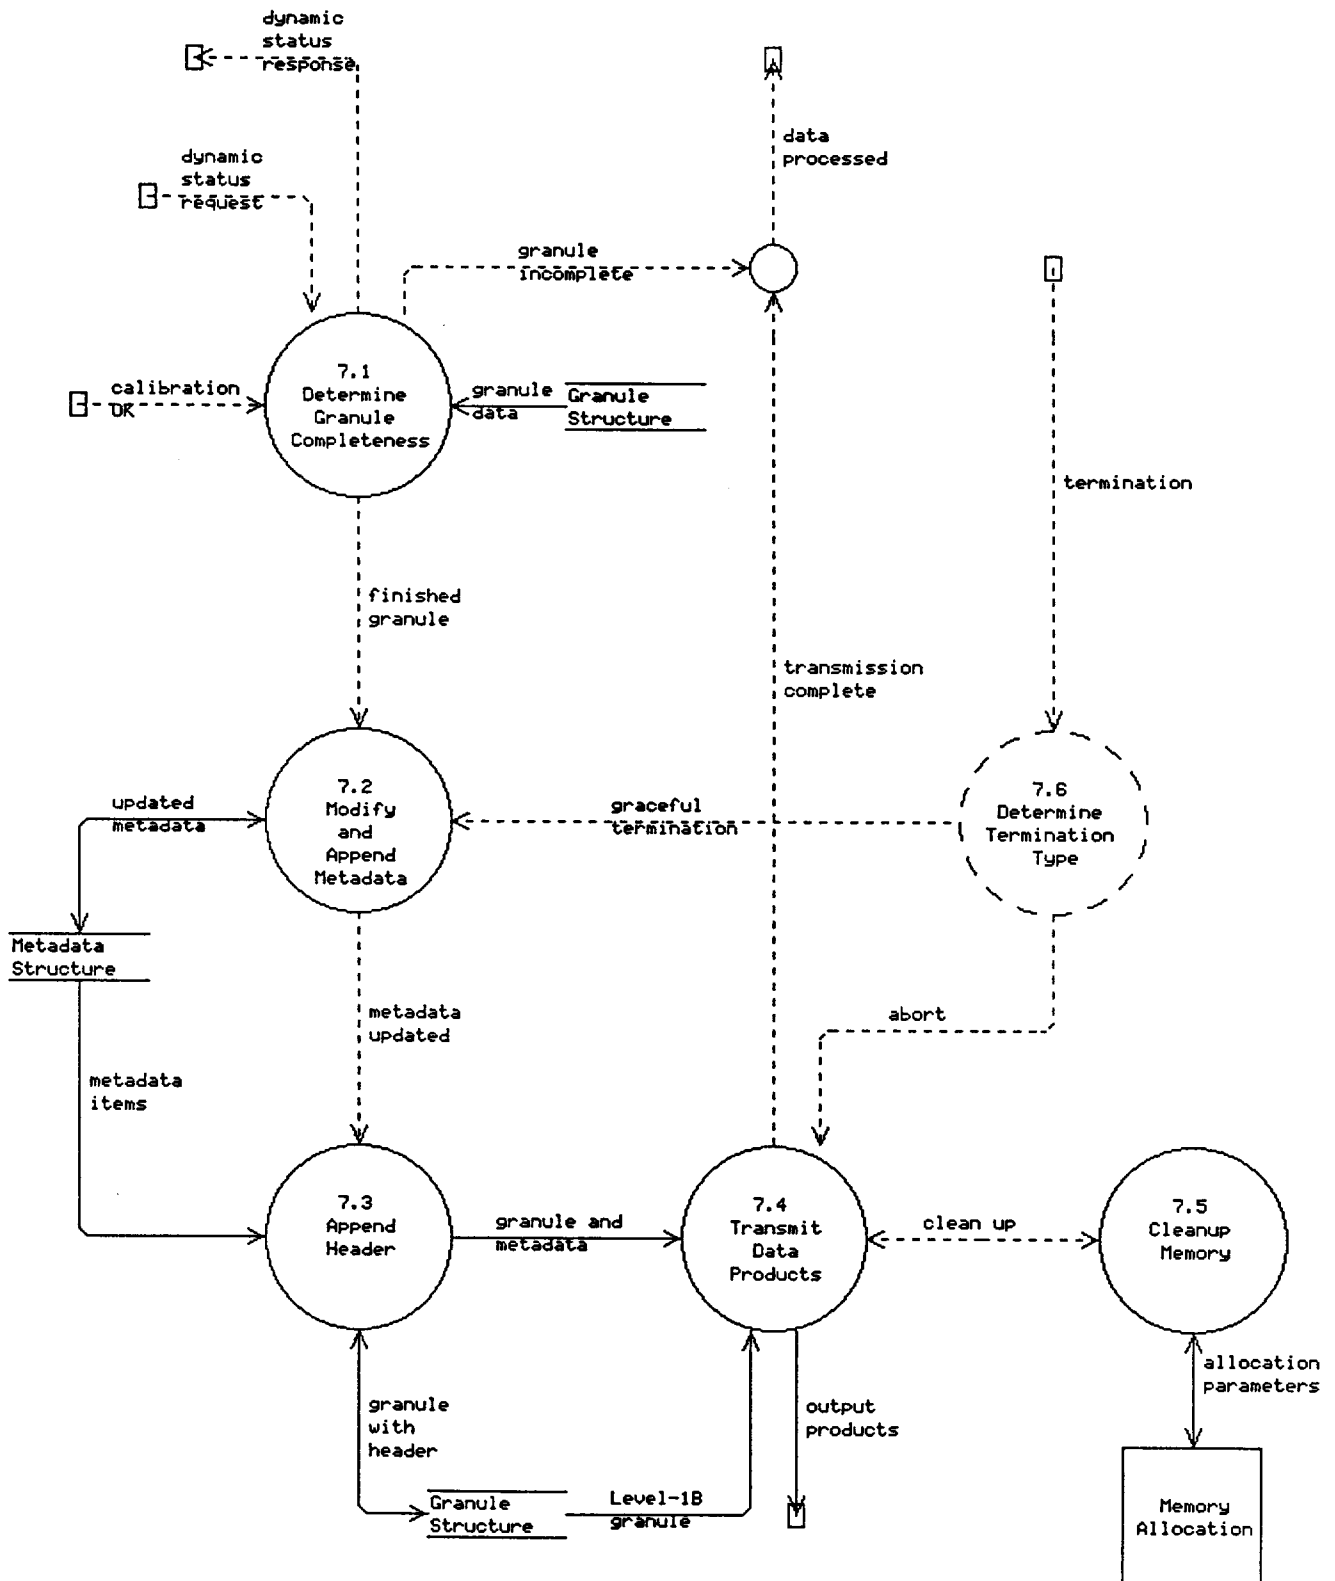 dynamic
status
response
dynamic
status
request
data
processed
granule
incomplete
calibration
OK
7.1
Determine
Granule
Completeness
granule
data
Granule
Structure
termination
finished
granule
transmission
complete
updated
metadata
7.2
Modify
and
Append
Metadata
graceful
termination
7.6
Determine
Termination
Type
Metadata
Structure
metadata
updated
abort
metadata
items
7.3
Append
Header
granule and
metadata
7.4
Transmit
Data
Products
clean up
7.5
Cleanup
Memory
allocation
parameters
granule
with
header
output
products
Granule
Structure
Level-1B
granule
Memory
Allocation